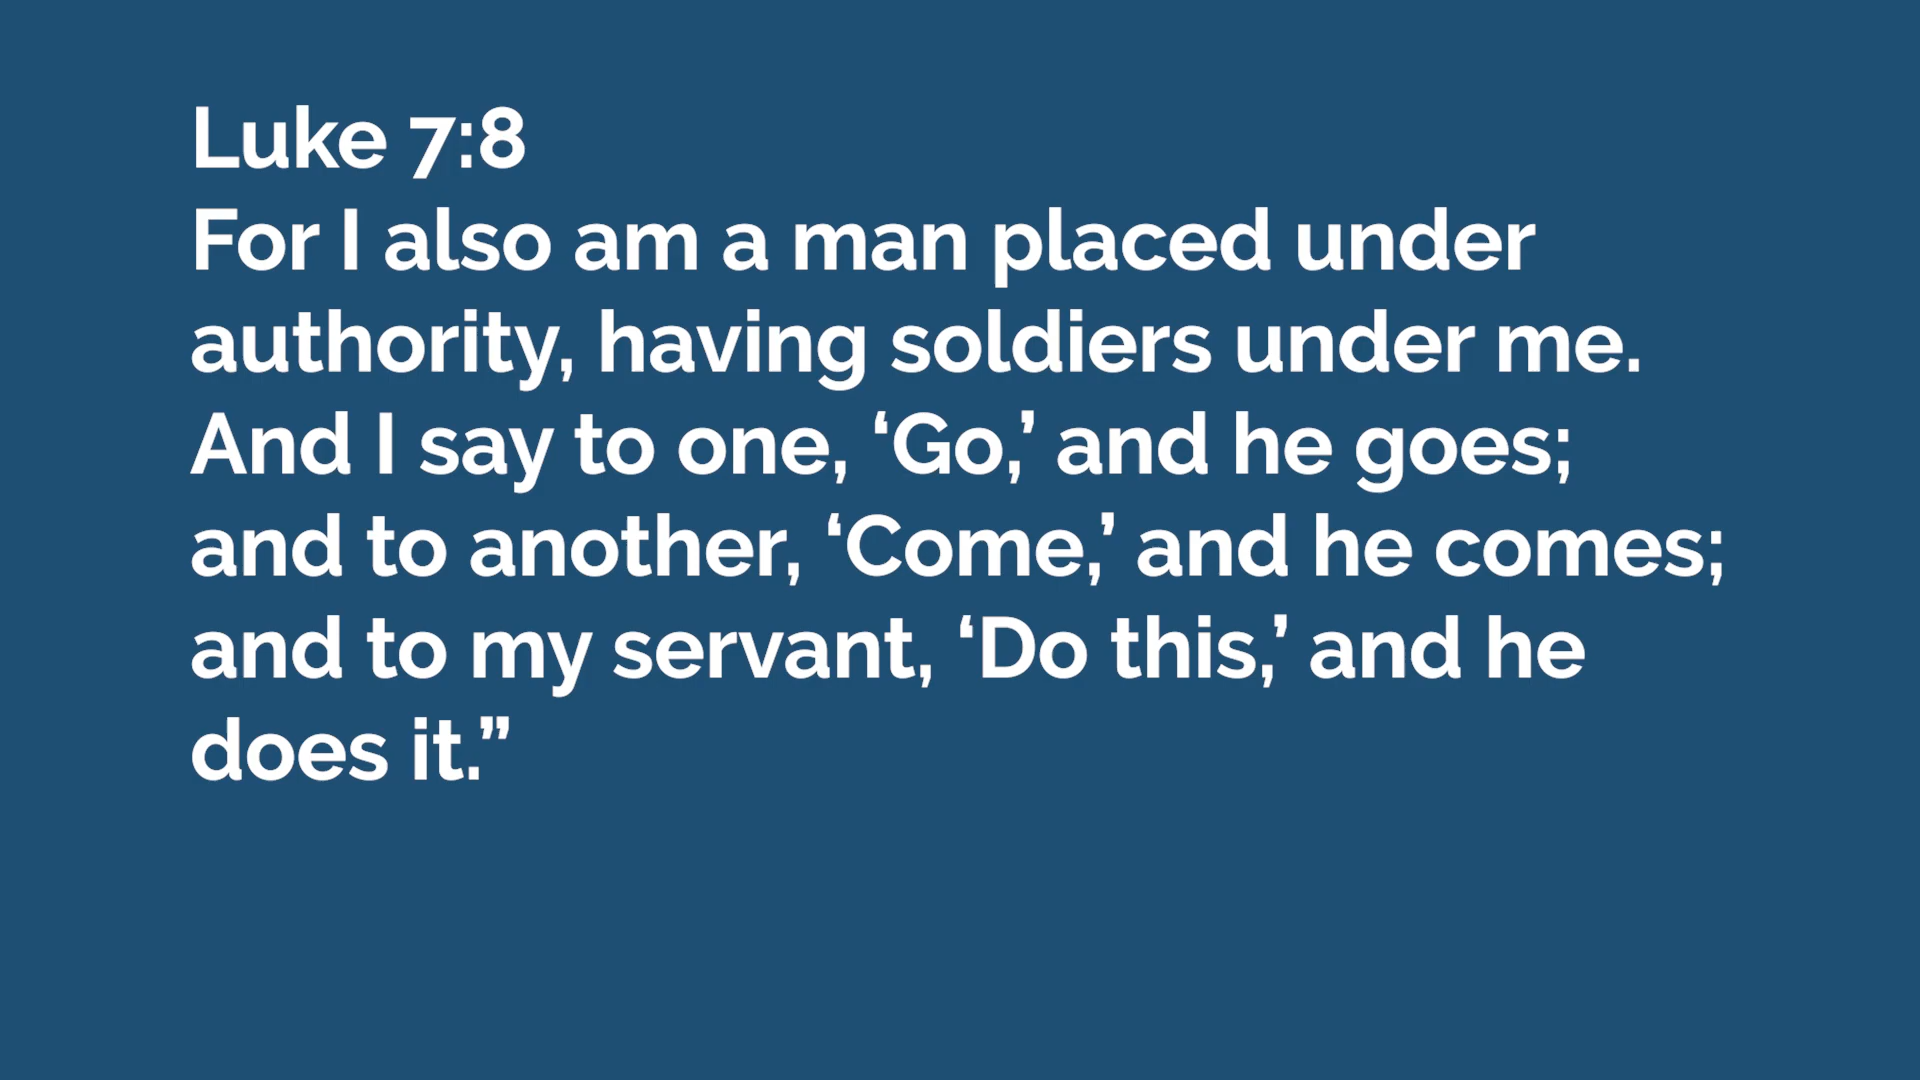 Luke 7:8
For I also am a man placed under
authority, having soldiers under me.
And I say to one, ‘Go,’ and he goes;
and to another, ‘Come,’ and he comes;
and to my servant, ‘Do this,’ and he
does it.”